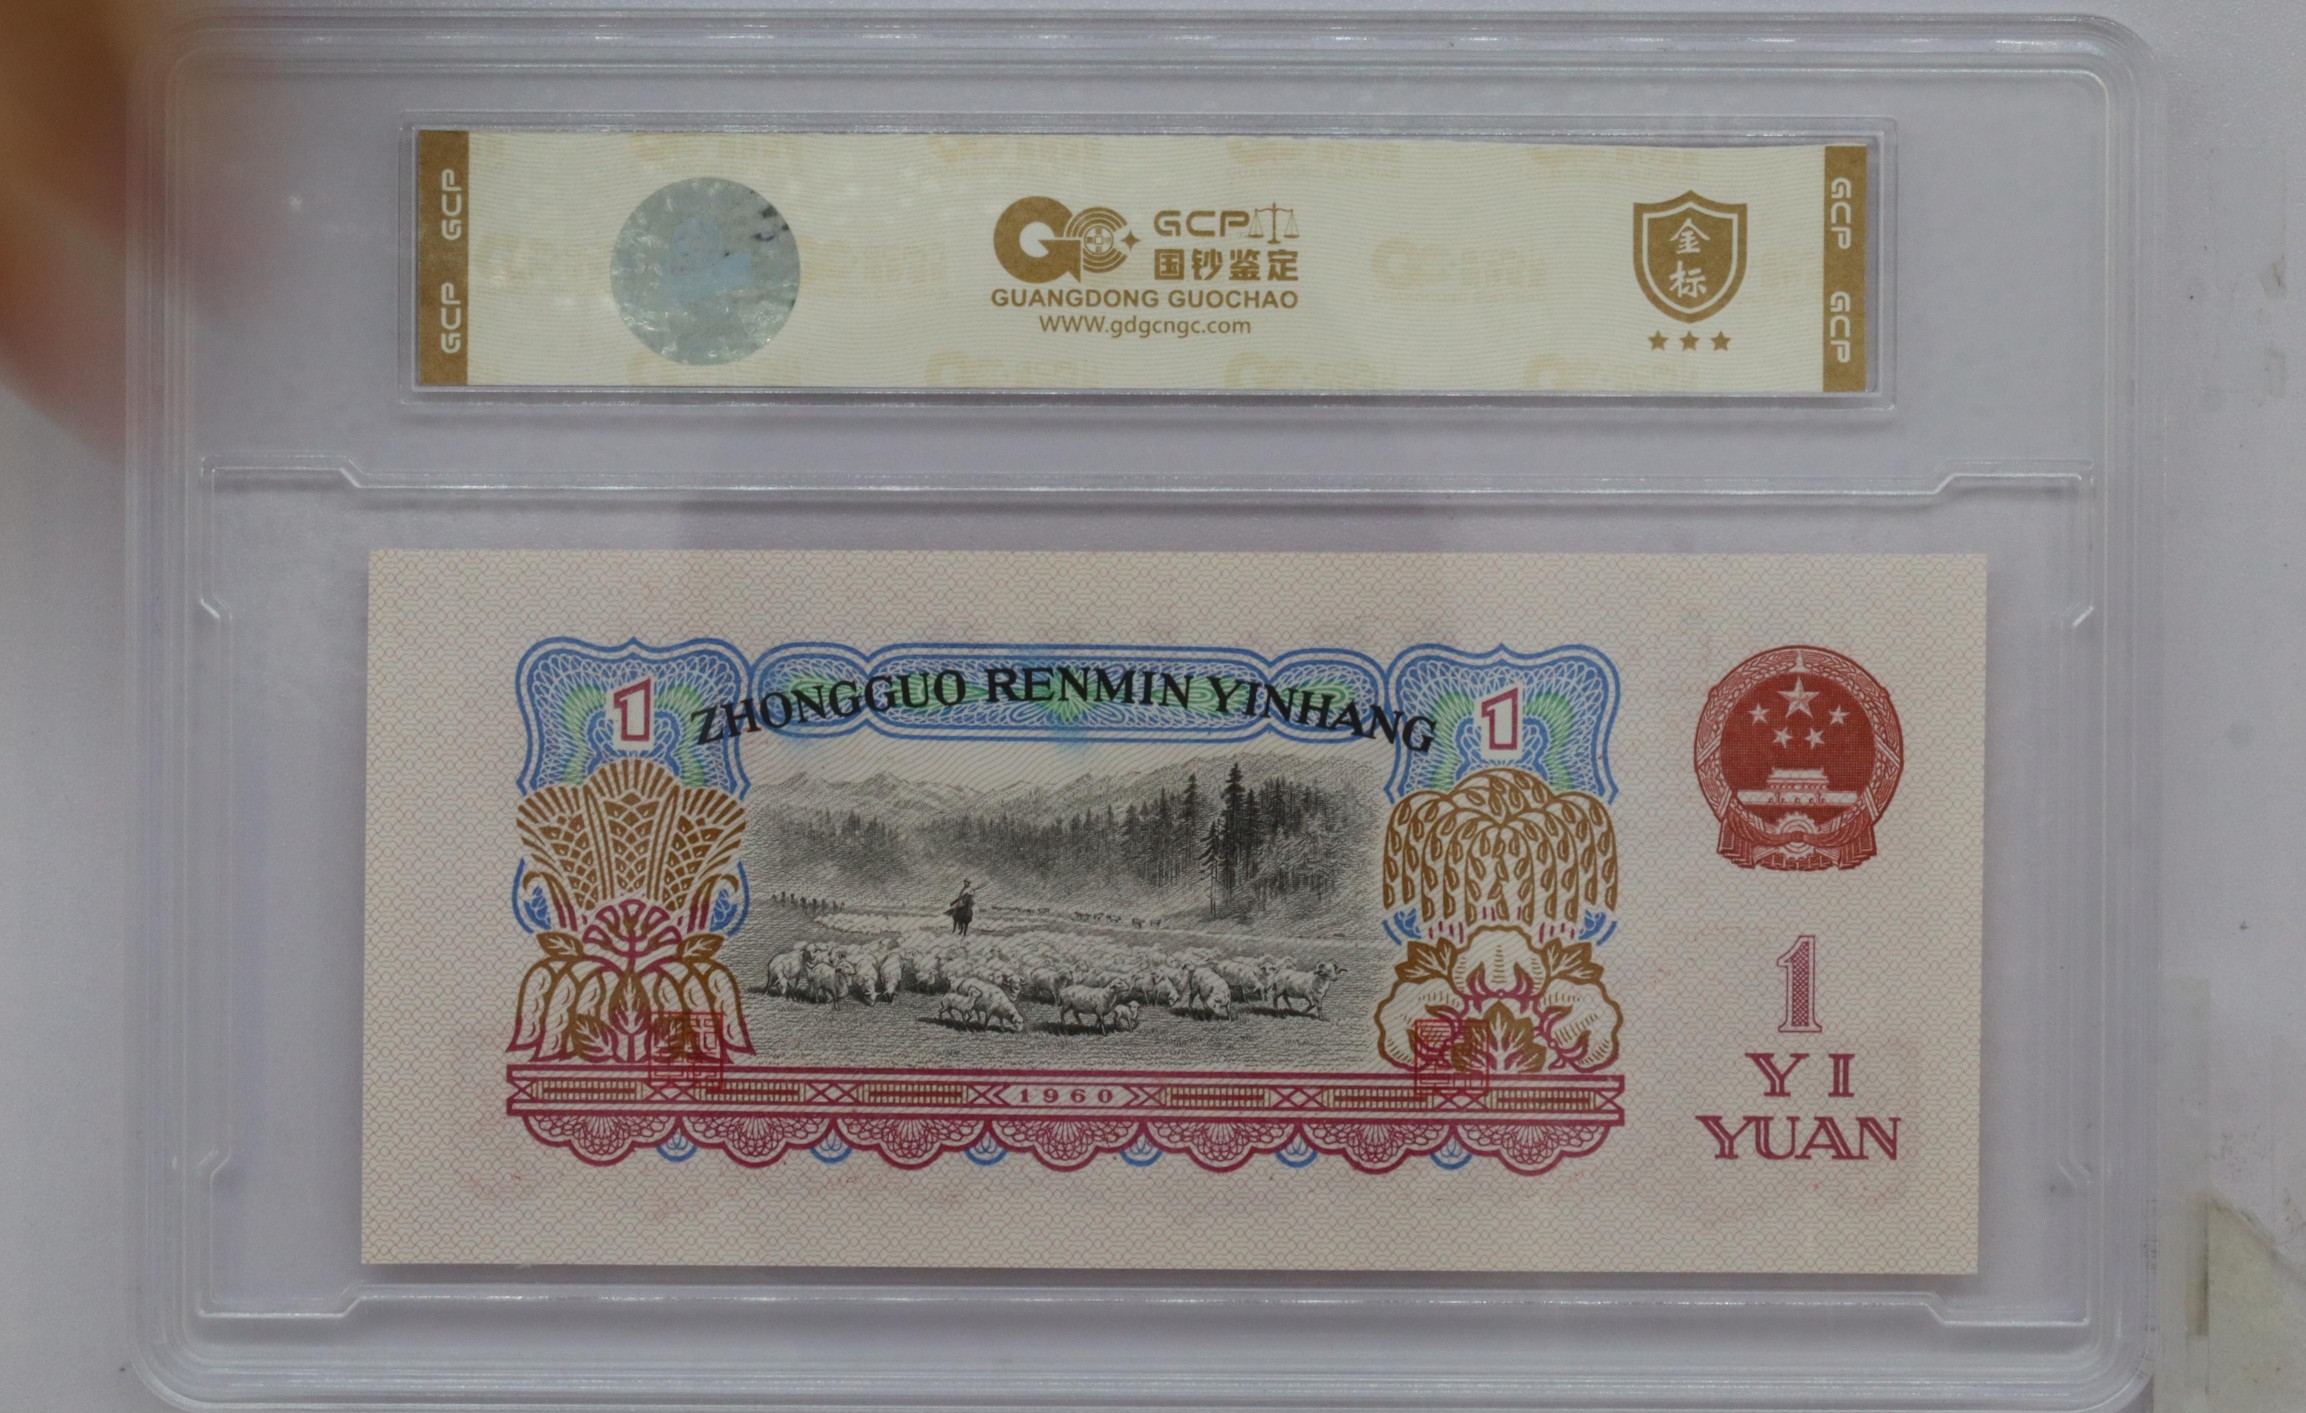 GCP GCP
GCP
国钞鉴定
GUANGDONG GUOCHAO
WWW.gdgcngc.com
金标
GCP GCP
1
ZHONGGUO RENMIN YINHANG
1
1960
1
YI
YUAN